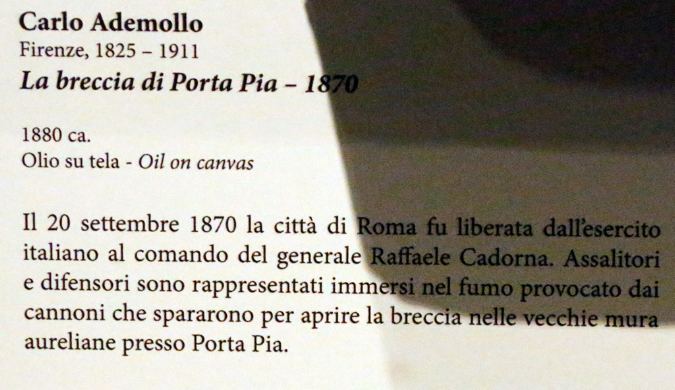 Carlo Ademollo
Firenze, 1825 – 1911
La breccia di Porta Pia – 1870
1880 ca.
Olio su tela - Oil on canvas
Il 20 settembre 1870 la città di Roma fu liberata dall'esercito
italiano al comando del generale Raffaele Cadorna. Assalitori
e difensori sono rappresentati immersi nel fumo provocato dai
cannoni che spararono per aprire la breccia nelle vecchie mura
aureliane presso Porta Pia.